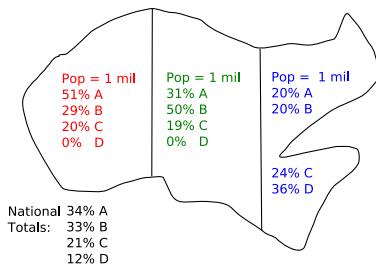 Pop = 1 mil
51% A
29% B
20% C
0% D
Pop = 1 mil
31% A
50% B
19% C
0% D
Pop = 1 mil
20% A
20% B
24% C
36% D
National 34% A
Totals: 33% B
21% C
12% D